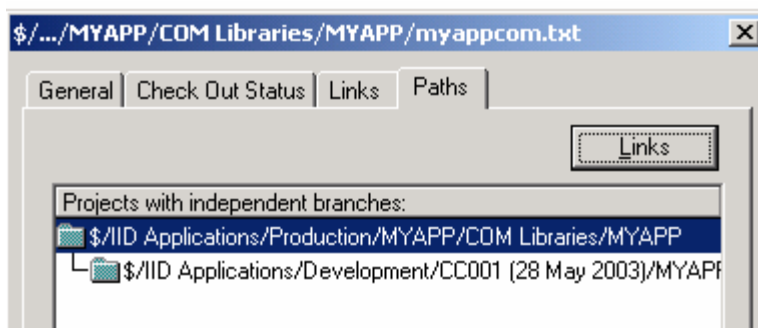 $/.../MYAPP/COM Libraries/MYAPP/myappcom.txt
General Check Out Status Links Paths
Links
Projects with independent branches:
$/IID Applications/Production/MYAPP/COM Libraries/MYAPP
$/IID Applications/Development/CC001 (28 May 2003)/MYAPF